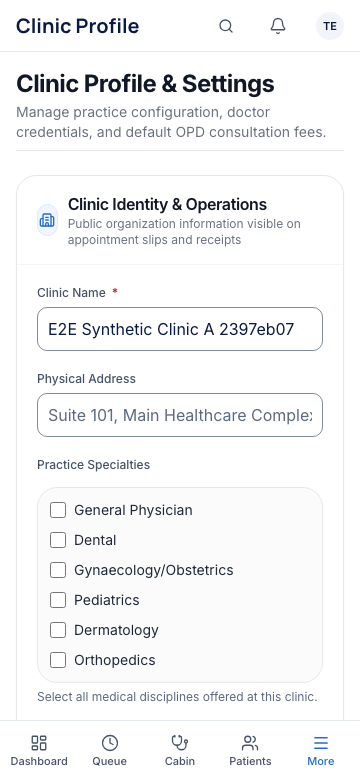 Clinic Profile
TE
Clinic Profile & Settings
Manage practice configuration, doctor
credentials, and default OPD consultation fees.
Clinic Identity & Operations
Public organization information visible on
appointment slips and receipts
Clinic Name *
E2E Synthetic Clinic A 2397eb07
Physical Address
Suite 101, Main Healthcare Complex
Practice Specialties
General Physician
Dental
Gynaecology/Obstetrics
Pediatrics
Dermatology
Orthopedics
Select all medical disciplines offered at this clinic.
Dashboard
Queue
Cabin
Patients
More